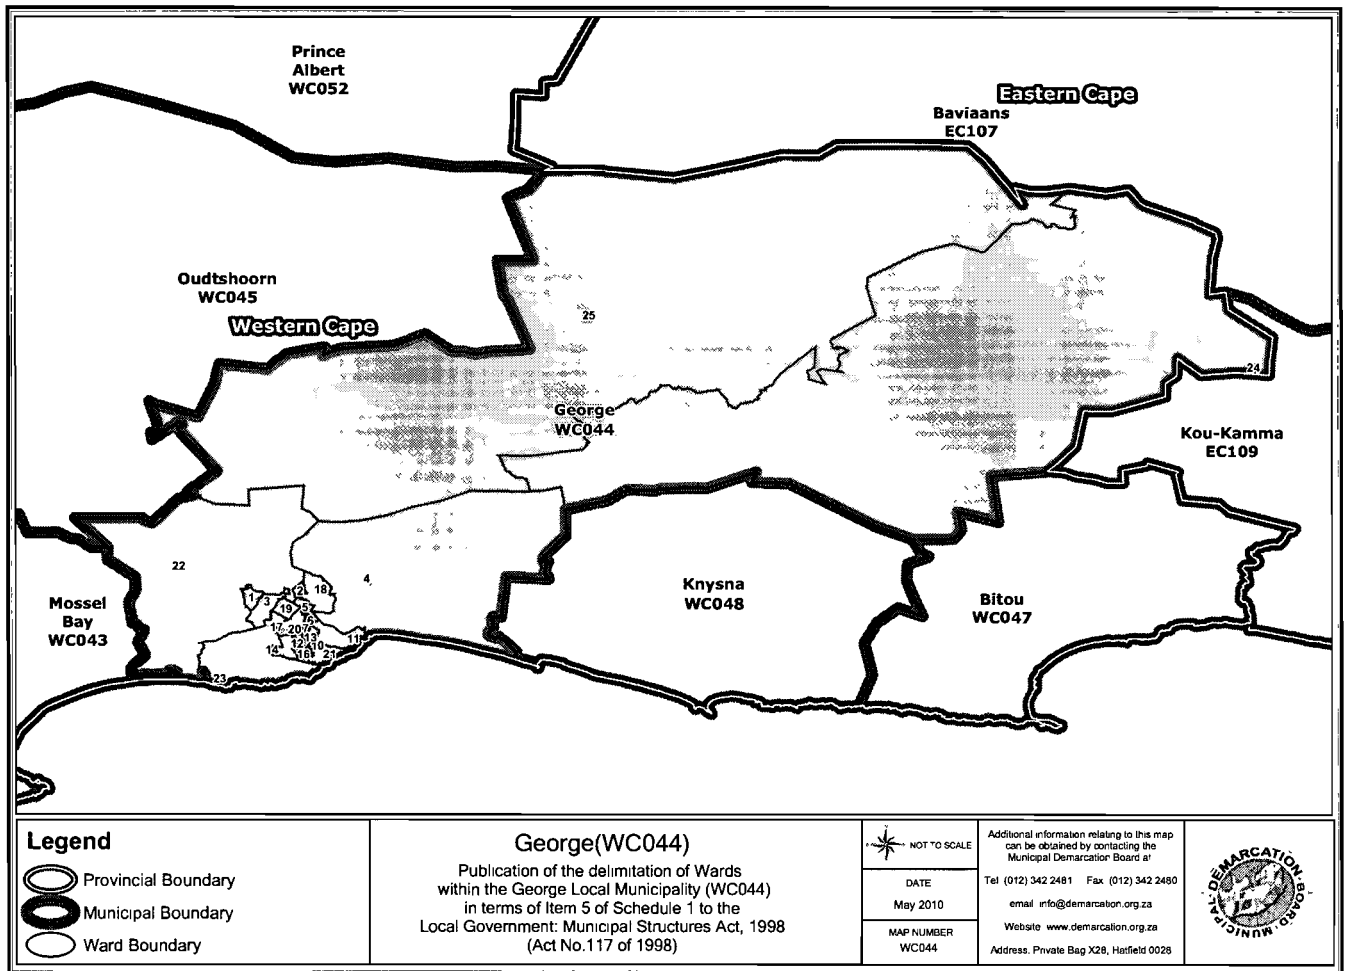 Prince
Albert
WC052
Eastern Cape
Baviaans
EC107
Oudtshoorn
WC045
Western Cape
25
24
George
WC044
Kou-Kamma
EC109
22
4
1
3
2
18
19
5
17
20
7
6
13
12
10
11
14
16
21
23
Mossel
Bay
WC043
Knysna
WC048
Bitou
WC047
Legend
Provincial Boundary
Municipal Boundary
Ward Boundary
George(WC044)
Publication of the delimitation of Wards
within the George Local Municipality (WC044)
in terms of Item 5 of Schedule 1 to the
Local Government: Municipal Structures Act, 1998
(Act No.117 of 1998)
NOT TO SCALE
DATE
May 2010
MAP NUMBER
WC044
Additional information relating to this map
can be obtained by contacting the
Municipal Demarcation Board at
Tel (012) 342 2481 Fax (012) 342 2480
email info@demarcation.org.za
Website www.demarcation.org.za
Address. Private Bag X28, Hatfield 0028
MUNICIPAL DEMARCATION BOARD